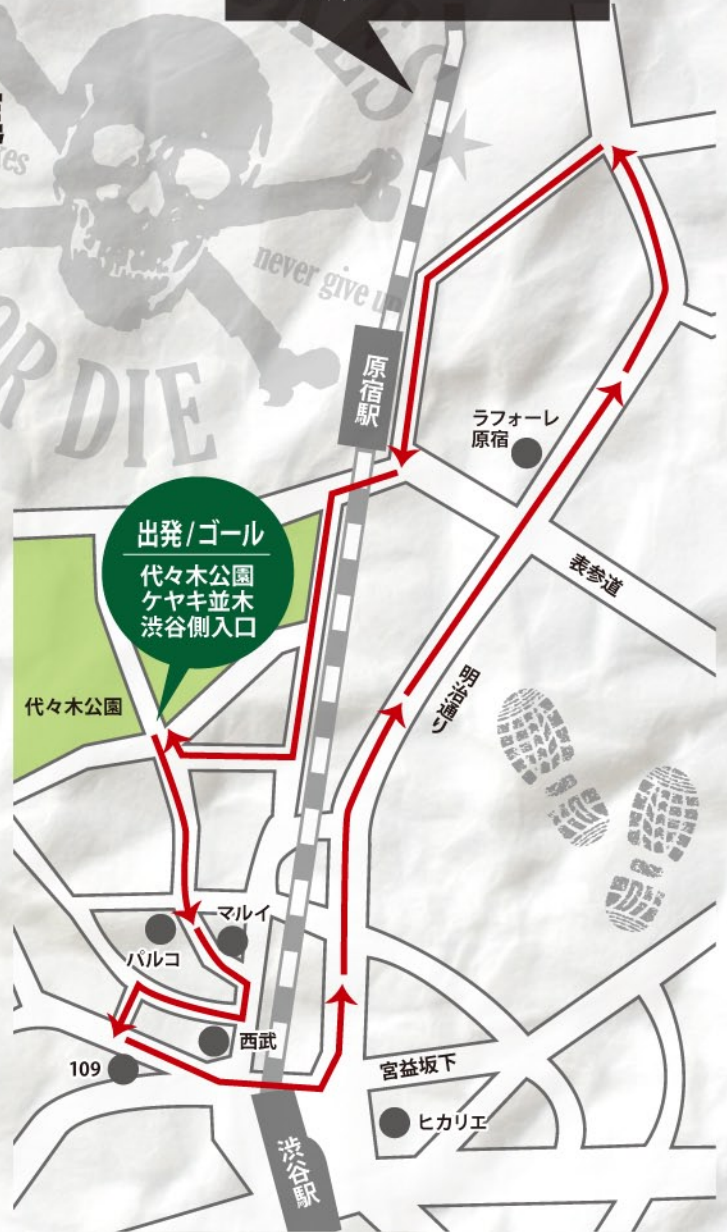 never give up
OR DIE
原宿駅
ラフォーレ
原宿
出発/ゴール
代々木公園
ケヤキ並木
渋谷側入口
表参道
代々木公園
明治通り
マルイ
パルコ
西武
109
宮益坂下
ヒカリエ
渋谷駅